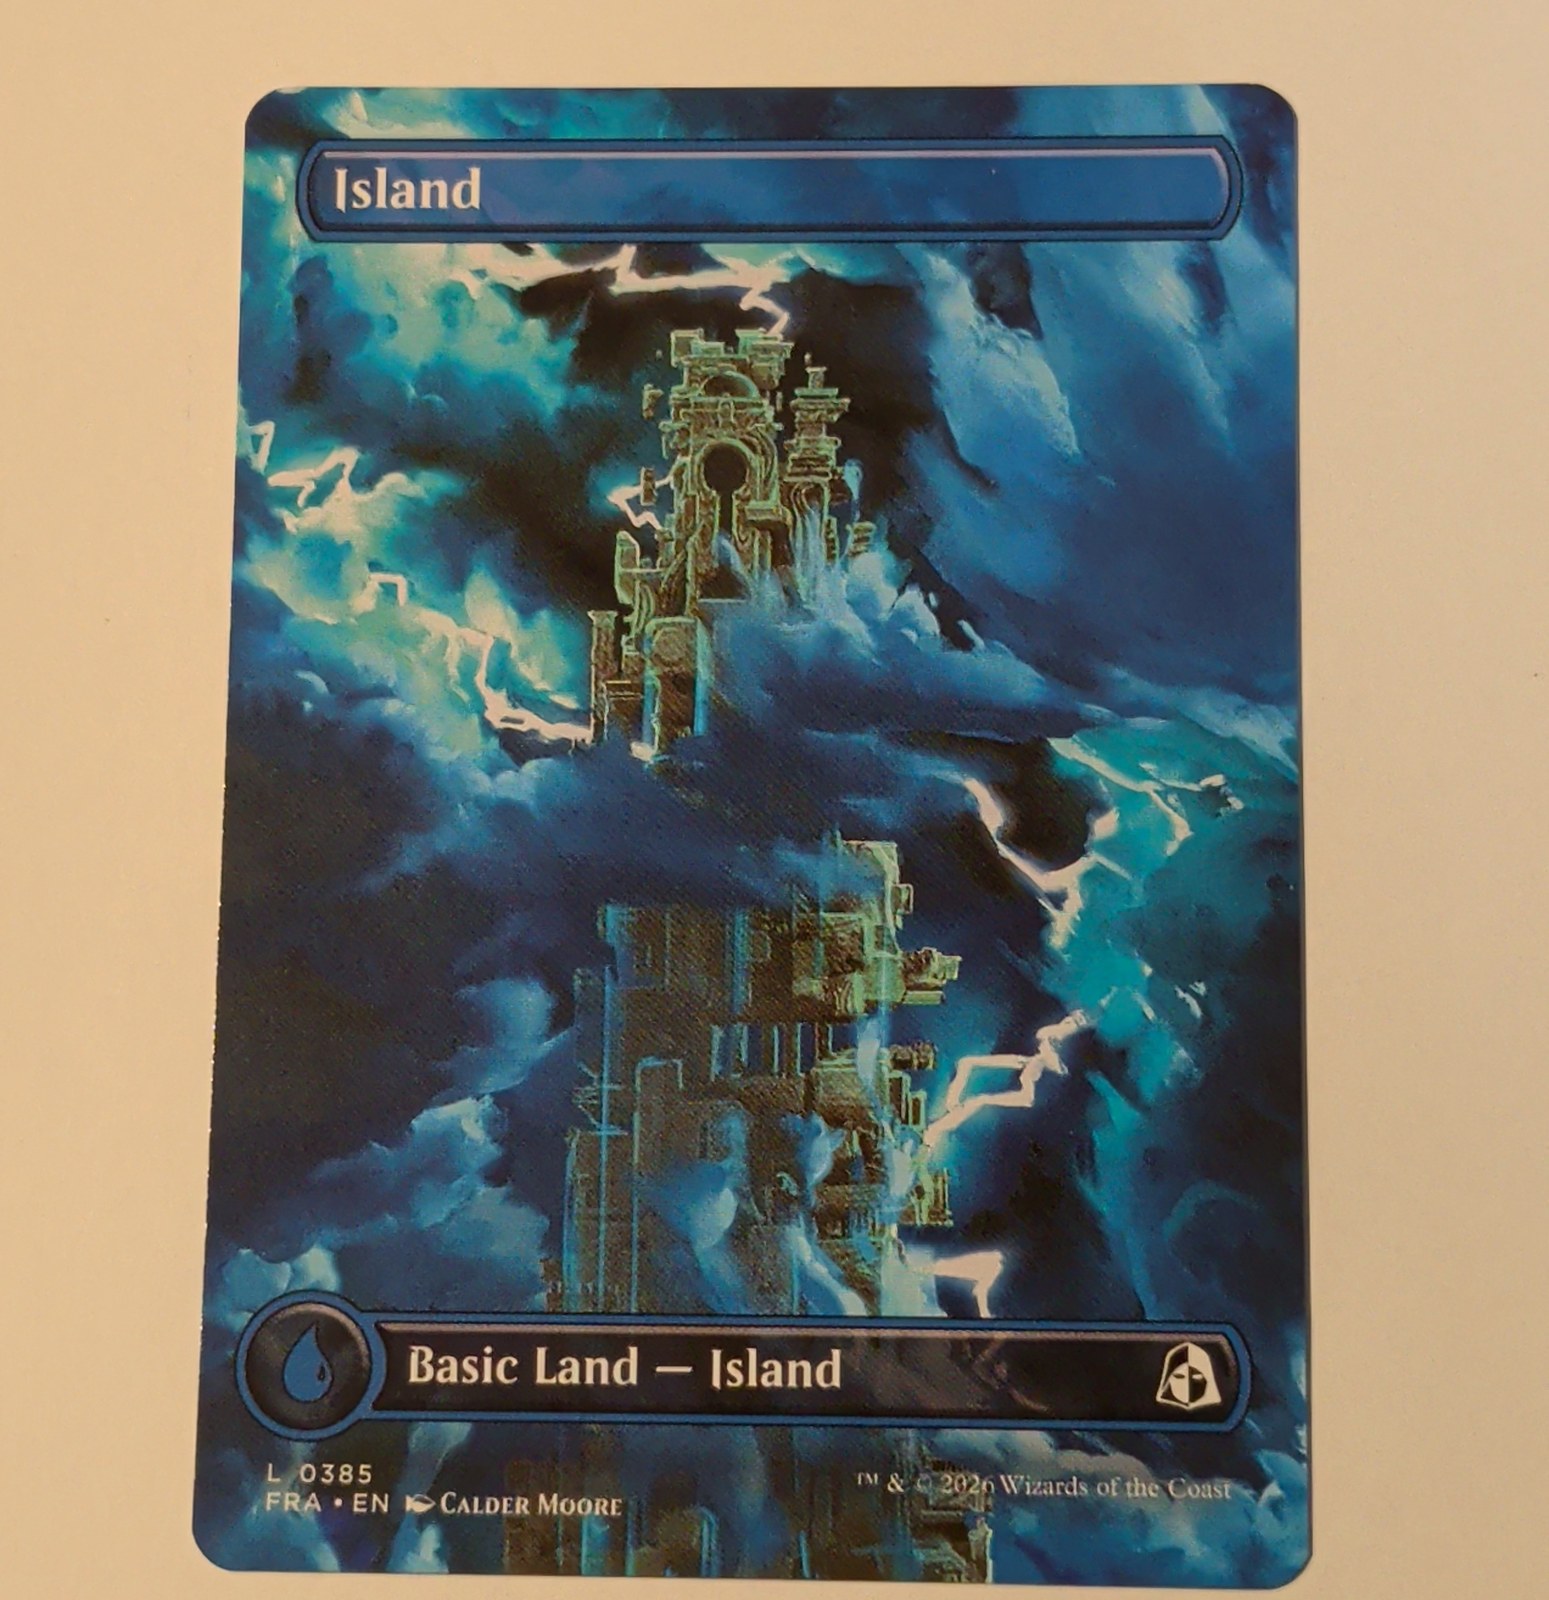 Island
Basic Land — Island
L 0385
FRA • EN CALDER MOORE
™ & © 2026 Wizards of the Coast